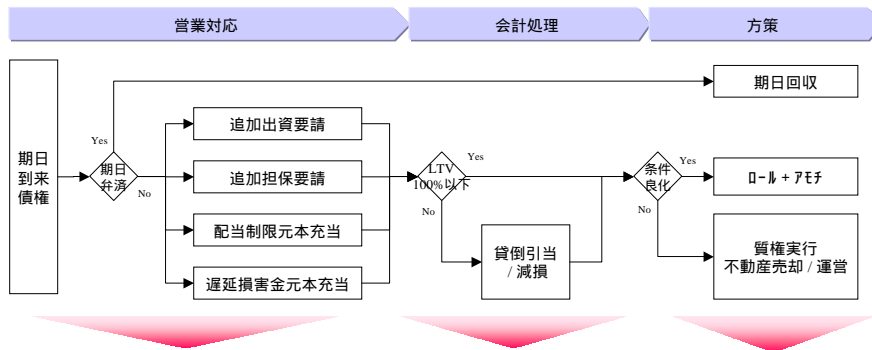 営業対応
会計処理
方策
期日
到来
債権
Yes
期日
弁済
No
追加出資要請
追加担保要請
配当制限元本充当
遅延損害金元本充当
LTV
100%以下
Yes
No
貸倒引当
/ 減損
条件
良化
Yes
No
期日回収
ﾛｰﾙ + ｱﾓﾁ
質権実行
不動産売却 / 運営